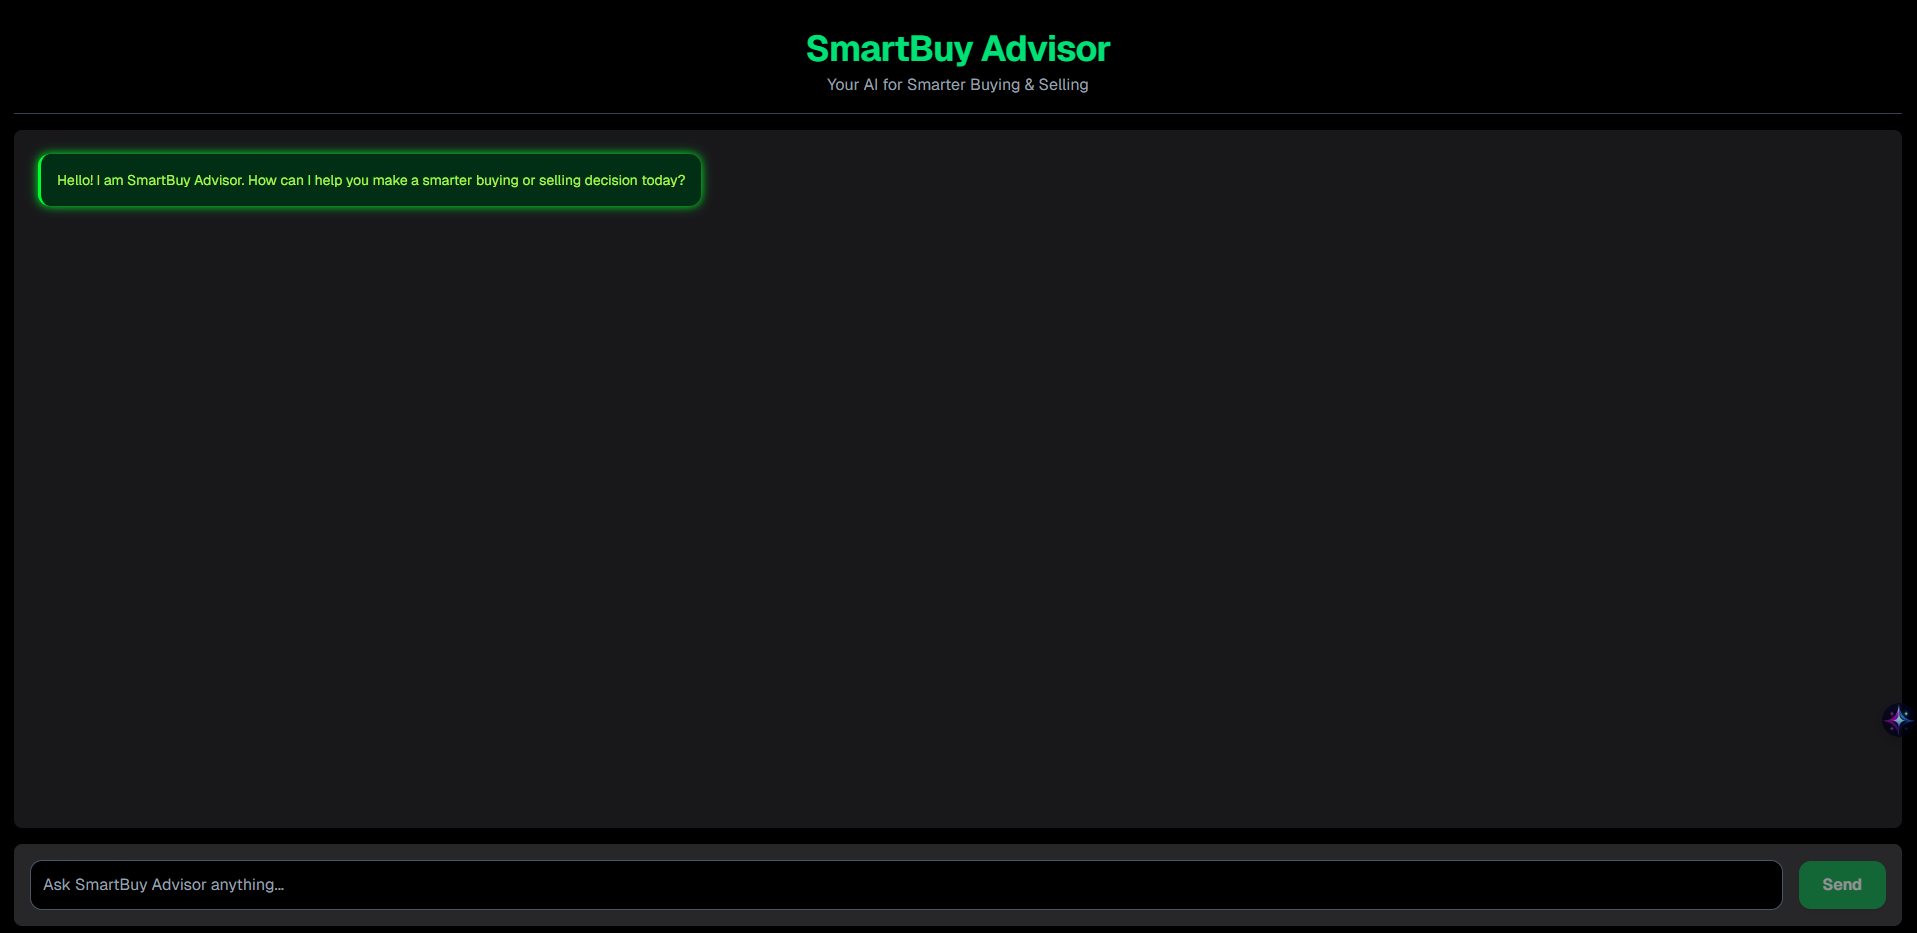 SmartBuy Advisor
Your AI for Smarter Buying & Selling
Hello! I am SmartBuy Advisor. How can I help you make a smarter buying or selling decision today?
Ask SmartBuy Advisor anything...
Send